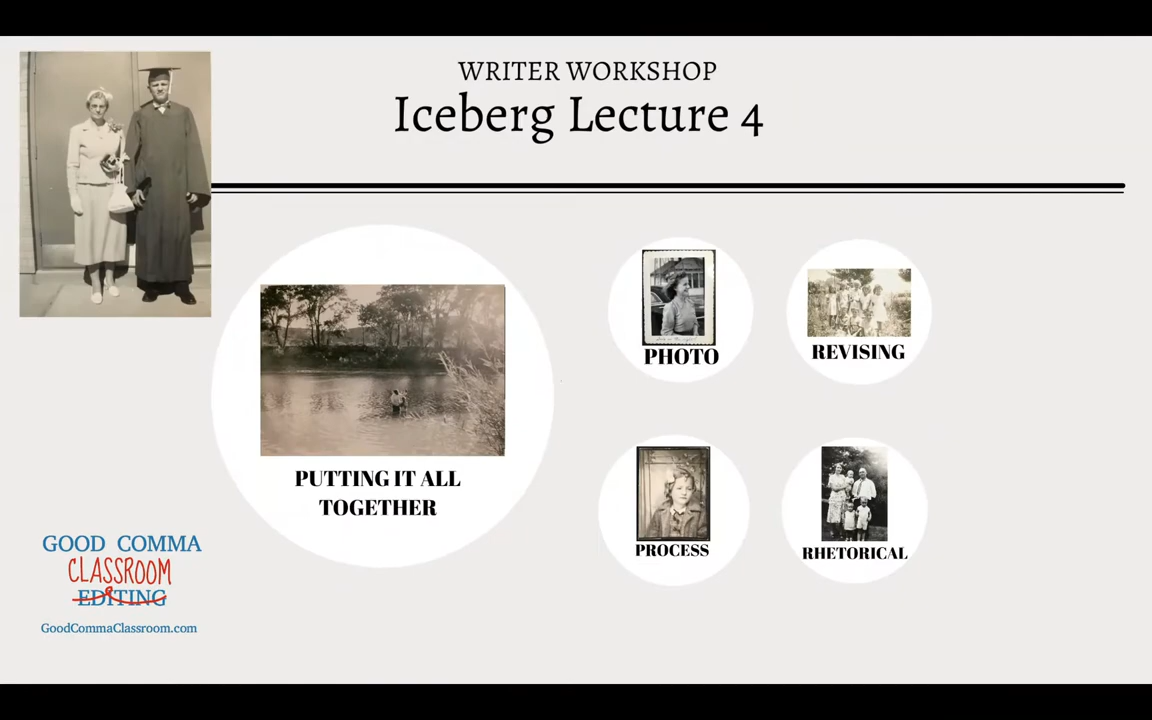 WRITER WORKSHOP
Iceberg Lecture 4
PUTTING IT ALL
TOGETHER
PHOTO
REVISING
PROCESS
RHETORICAL
GOOD COMMA
CLASSROOM
EDITING
GoodCommaClassroom.com